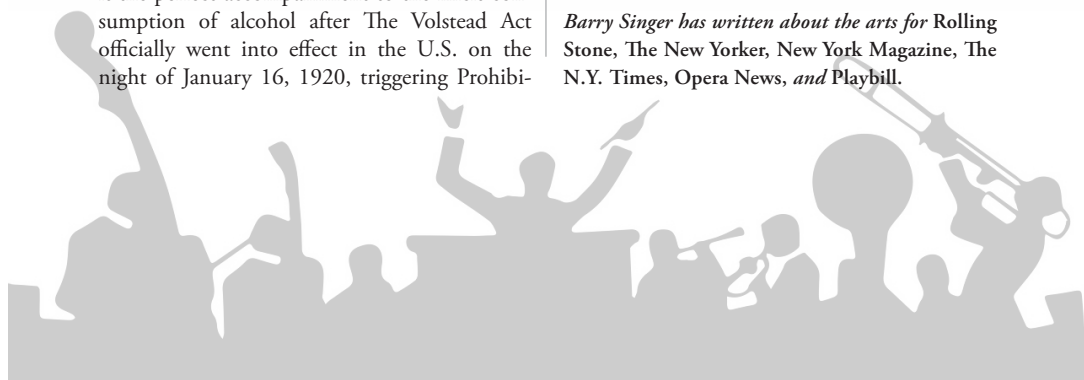 sumption of alcohol after The Volstead Act
officially went into effect in the U.S. on the
night of January 16, 1920, triggering Prohibi-
Barry Singer has written about the arts for Rolling
Stone, The New Yorker, New York Magazine, The
N.Y. Times, Opera News, and Playbill.